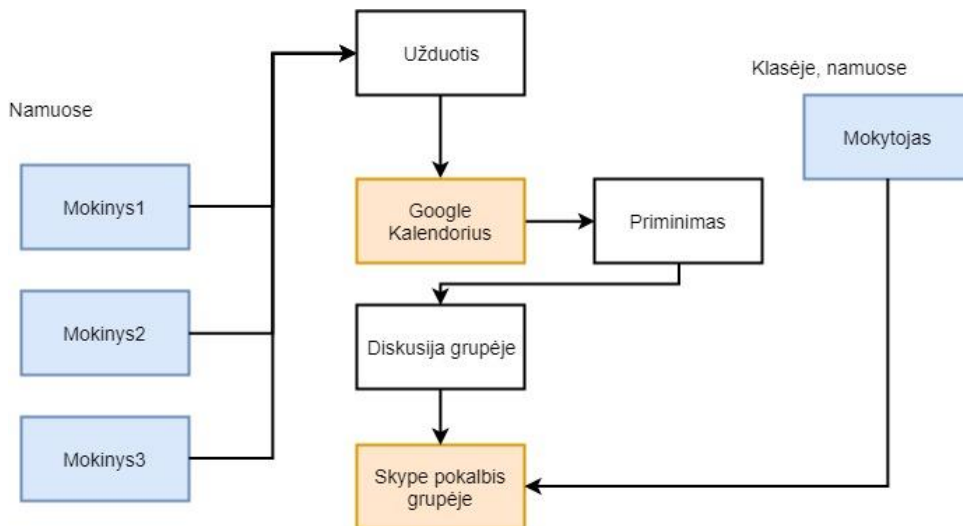 Užduotis
Klasėje, namuose
Namuose
Mokytojas
Mokinys1
Google
Kalendorius
Priminimas
Mokinys2
Diskusija grupėje
Mokinys3
Skype pokalbis
grupėje